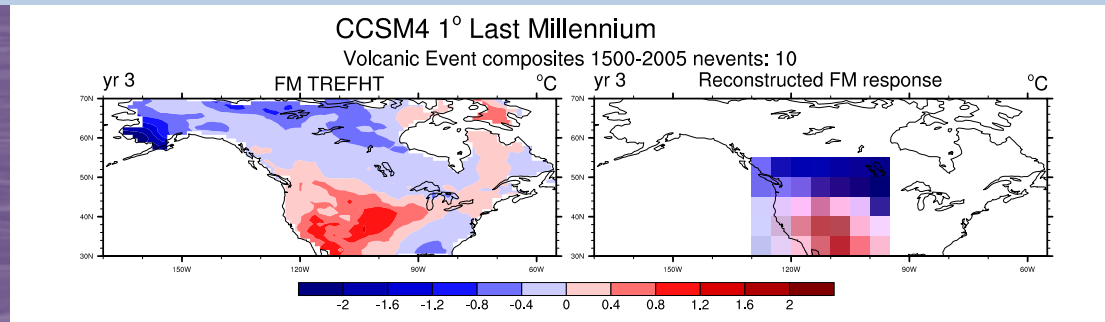 CCSM4 1° Last Millennium
Volcanic Event composites 1500-2005 nevents: 10
yr 3 FM TREFHT °C
yr 3 Reconstructed FM response °C
70N
60N
50N
40N
30N
150W 120W 90W 60W
70N
60N
50N
40N
30N
150W 120W 90W 60W
-2 -1.6 -1.2 -0.8 -0.4 0 0.4 0.8 1.2 1.6 2